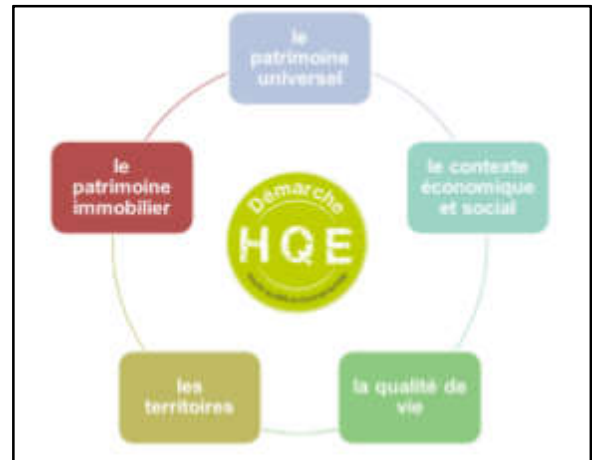 le
patrimoine
universel
le
patrimoine
immobilier
le contexte
économique
et social
Démarche
HQE
les
territoires
la qualité de
vie